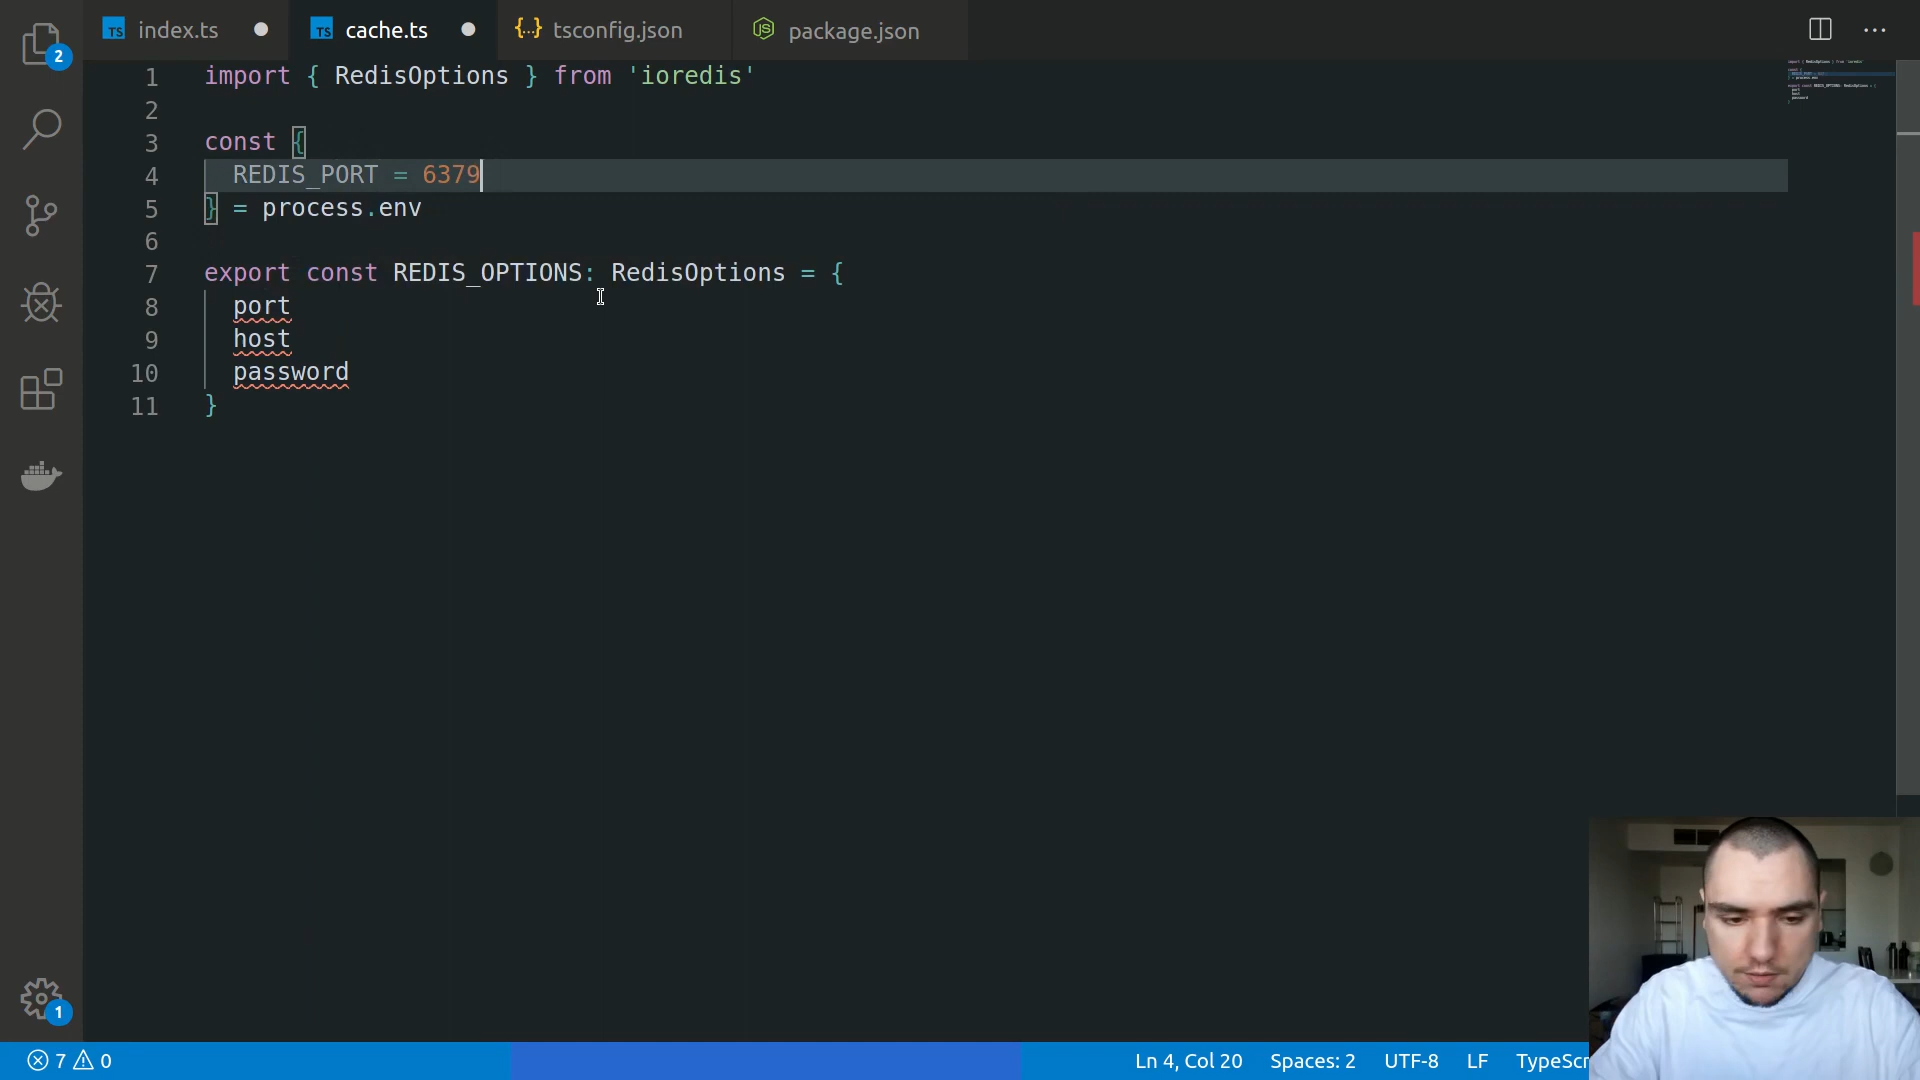 index.ts
cache.ts
tsconfig.json
package.json
2
1 import { RedisOptions } from 'ioredis'
2
3 const {
4 REDIS_PORT = 6379
5 } = process.env
6
7 export const REDIS_OPTIONS: RedisOptions = {
8 port
9 host
10 password
11 }
1
7 0 Ln 4, Col 20 Spaces: 2 UTF-8 LF TypeScr